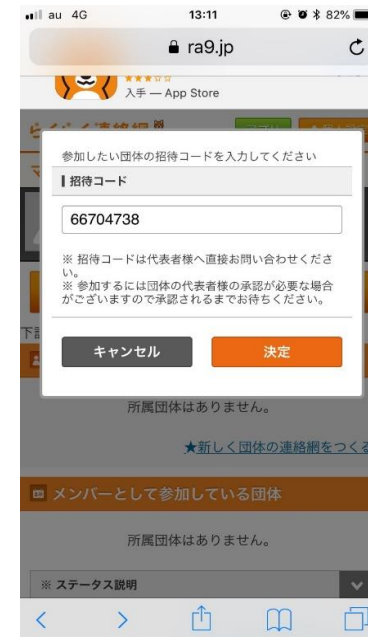 au 4G 13:11 82%
ra9.jp
入手 — App Store
らくらく連絡網
参加したい団体の招待コードを入力してください
招待コード
66704738
※ 招待コードは代表者様へ直接お問い合わせくださ
い。
※ 参加するには団体の代表者様の承認が必要な場合
がございますので承認されるまでお待ちください。
キャンセル 決定
所属団体はありません。
★新しく団体の連絡網をつくる
メンバーとして参加している団体
所属団体はありません。
※ ステータス説明